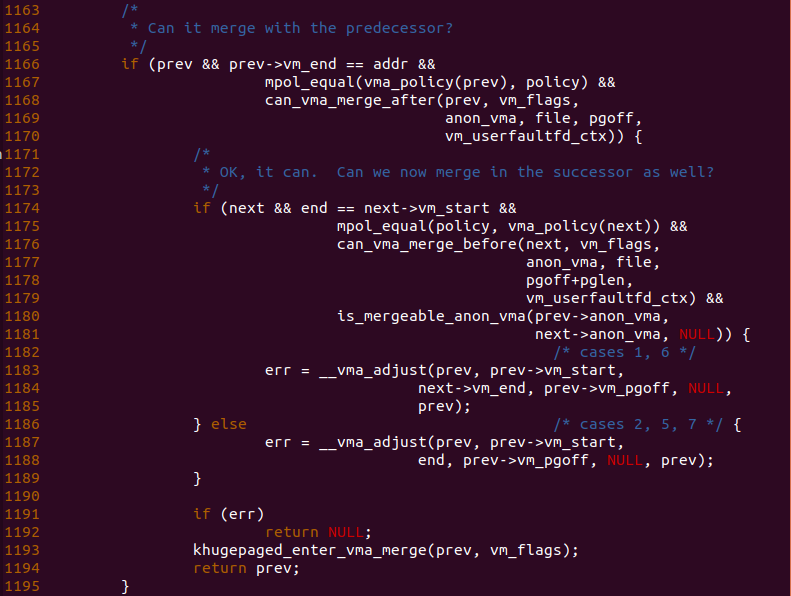 1163         /*
1164          * Can it merge with the predecessor?
1165          */
1166         if (prev && prev->vm_end == addr &&
1167                         mpol_equal(vma_policy(prev), policy) &&
1168                         can_vma_merge_after(prev, vm_flags,
1169                                             anon_vma, file, pgoff,
1170                                             vm_userfaultfd_ctx)) {
1171                 /*
1172                  * OK, it can.  Can we now merge in the successor as well?
1173                  */
1174                 if (next && end == next->vm_start &&
1175                                 mpol_equal(policy, vma_policy(next)) &&
1176                                 can_vma_merge_before(next, vm_flags,
1177                                                      anon_vma, file,
1178                                                      pgoff+pglen,
1179                                                      vm_userfaultfd_ctx) &&
1180                                 is_mergeable_anon_vma(prev->anon_vma,
1181                                                       next->anon_vma, NULL)) {
1182                                                         /* cases 1, 6 */
1183                         err = __vma_adjust(prev, prev->vm_start,
1184                                          next->vm_end, prev->vm_pgoff, NULL,
1185                                          prev);
1186                 } else                                  /* cases 2, 5, 7 */ {
1187                         err = __vma_adjust(prev, prev->vm_start,
1188                                          end, prev->vm_pgoff, NULL, prev);
1189                 }
1190
1191                 if (err)
1192                         return NULL;
1193                 khugepaged_enter_vma_merge(prev, vm_flags);
1194                 return prev;
1195         }